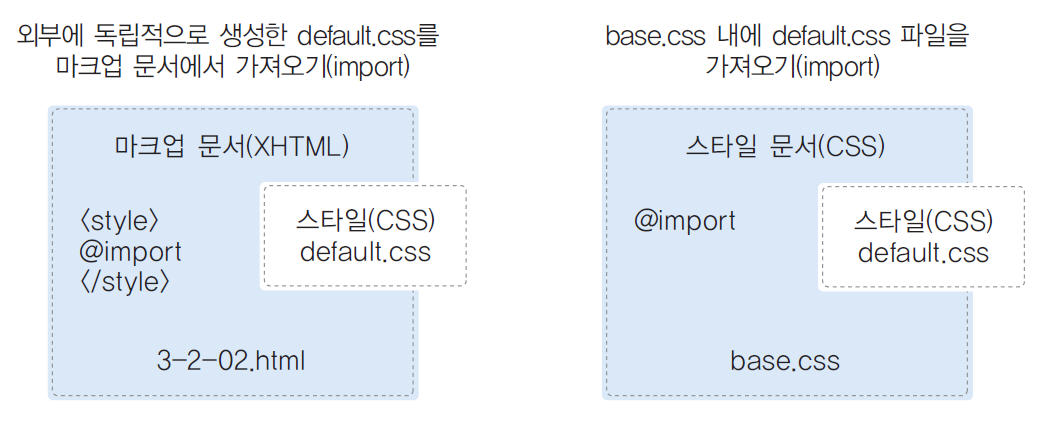 외부에 독립적으로 생성한 default.css를
마크업 문서에서 가져오기(import)
마크업 문서(XHTML)
<style>
@import
</style>
스타일(CSS)
default.css
3-2-02.html
base.css 내에 default.css 파일을
가져오기(import)
스타일 문서(CSS)
@import
스타일(CSS)
default.css
base.css